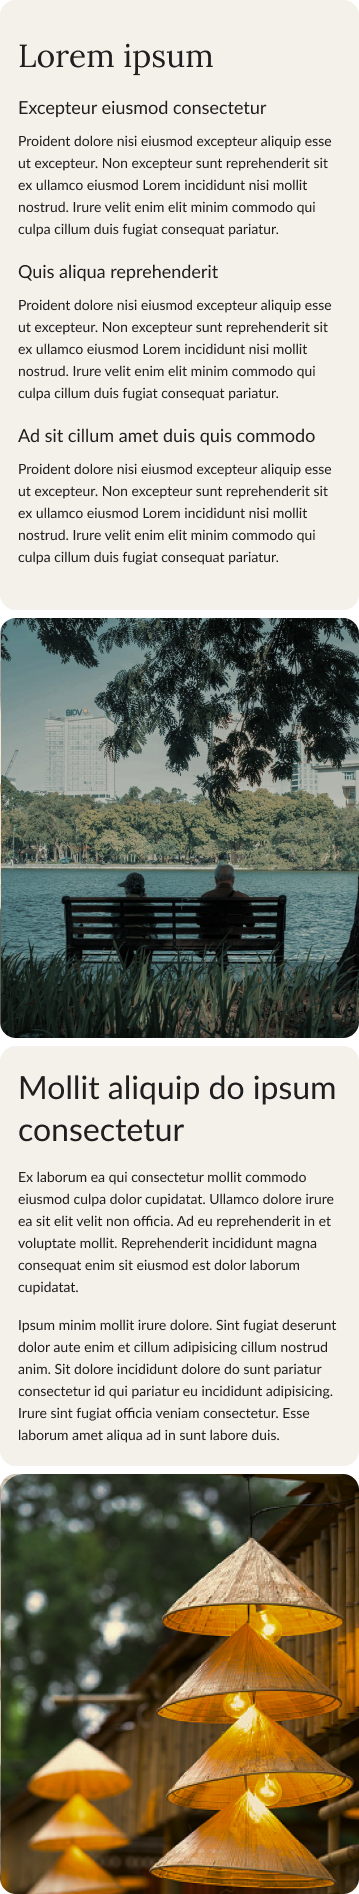 Lorem ipsum
Excepteur eiusmod consectetur
Proident dolore nisi eiusmod excepteur aliquip esse
ut excepteur. Non excepteur sunt reprehenderit sit
ex ullamco eiusmod Lorem incididunt nisi mollit
nostrud. Irure velit enim elit minim commodo qui
culpa cillum duis fugiat consequat pariatur.
Quis aliqua reprehenderit
Proident dolore nisi eiusmod excepteur aliquip esse
ut excepteur. Non excepteur sunt reprehenderit sit
ex ullamco eiusmod Lorem incididunt nisi mollit
nostrud. Irure velit enim elit minim commodo qui
culpa cillum duis fugiat consequat pariatur.
Ad sit cillum amet duis quis commodo
Proident dolore nisi eiusmod excepteur aliquip esse
ut excepteur. Non excepteur sunt reprehenderit sit
ex ullamco eiusmod Lorem incididunt nisi mollit
nostrud. Irure velit enim elit minim commodo qui
culpa cillum duis fugiat consequat pariatur.
BIDV
Mollit aliquip do ipsum
consectetur
Ex laborum ea qui consectetur mollit commodo
eiusmod culpa dolor cupidatat. Ullamco dolore irure
ea sit elit velit non officia. Ad eu reprehenderit in et
voluptate mollit. Reprehenderit incididunt magna
consequat enim sit eiusmod est dolor laborum
cupidatat.
Ipsum minim mollit irure dolore. Sint fugiat deserunt
dolor aute enim et cillum adipisicing cillum nostrud
anim. Sit dolore incididunt dolore do sunt pariatur
consectetur id qui pariatur eu incididunt adipisicing.
Irure sint fugiat officia veniam consectetur. Esse
laborum amet aliqua ad in sunt labore duis.